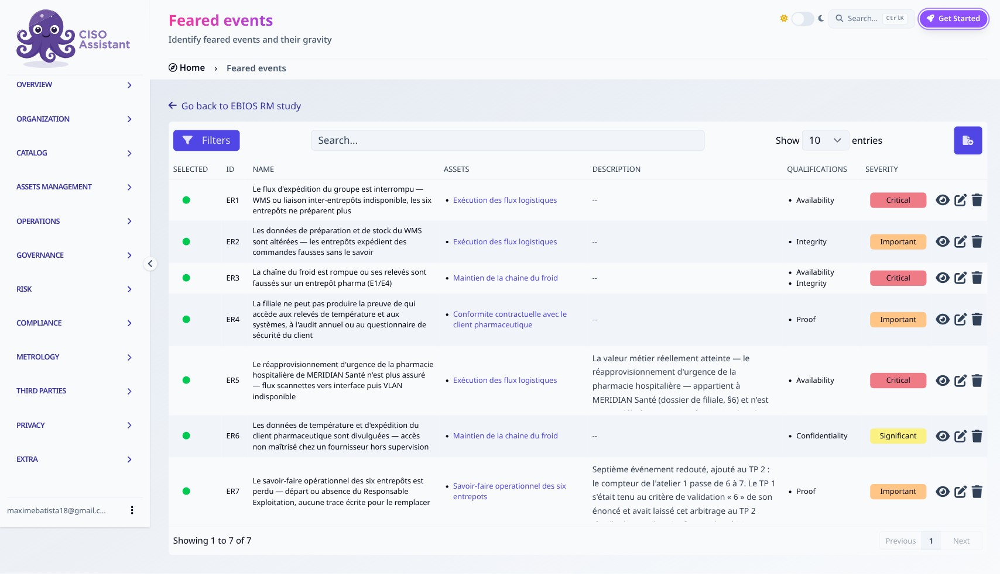 CISO
Assistant
OVERVIEW
ORGANIZATION
CATALOG
ASSETS MANAGEMENT
OPERATIONS
GOVERNANCE
RISK
COMPLIANCE
METROLOGY
THIRD PARTIES
PRIVACY
EXTRA
maximebatista18@gmail.c...
Feared events
Identify feared events and their gravity
Search... CtrlK
Get Started
Home › Feared events
Go back to EBIOS RM study
Filters
Search...
Show 10 entries
SELECTED ID NAME ASSETS DESCRIPTION QUALIFICATIONS SEVERITY
ER1
Le flux d'expédition du groupe est interrompu —
WMS ou liaison inter-entrepôts indisponible, les six
entrepôts ne préparent plus
• Exécution des flux logistiques
--
• Availability
Critical
ER2
Les données de préparation et de stock du WMS
sont altérées — les entrepôts expédient des
commandes fausses sans le savoir
• Exécution des flux logistiques
--
• Integrity
Important
ER3
La chaîne du froid est rompue ou ses relevés sont
faussés sur un entrepôt pharma (E1/E4)
• Maintien de la chaine du froid
--
• Availability
• Integrity
Critical
ER4
La filiale ne peut pas produire la preuve de qui
accède aux relevés de température et aux
systèmes, à l'audit annuel ou au questionnaire de
sécurité du client
• Conformite contractuelle avec le
client pharmaceutique
--
• Proof
Important
ER5
Le réapprovisionnement d'urgence de la pharmacie
hospitalière de MERIDIAN Santé n'est plus assuré
— flux scannettes vers interface puis VLAN
indisponible
• Exécution des flux logistiques
La valeur métier réellement atteinte — le
réapprovisionnement d'urgence de la
pharmacie hospitalière — appartient à
MERIDIAN Santé (dossier de filiale, §6) et n'est
• Availability
Critical
ER6
Les données de température et d'expédition du
client pharmaceutique sont divulguées — accès
non maîtrisé chez un fournisseur hors supervision
• Maintien de la chaine du froid
--
• Confidentiality
Significant
ER7
Le savoir-faire opérationnel des six entrepôts est
perdu — départ ou absence du Responsable
Exploitation, aucune trace écrite pour le remplacer
• Savoir-faire operationnel des six
entrepots
Septième événement redouté, ajouté au TP 2 :
le compteur de l'atelier 1 passe de 6 à 7. Le TP 1
s'était tenu au critère de validation « 6 » de son
énoncé et avait laissé cet arbitrage au TP 2
• Proof
Important
Showing 1 to 7 of 7
Previous 1 Next